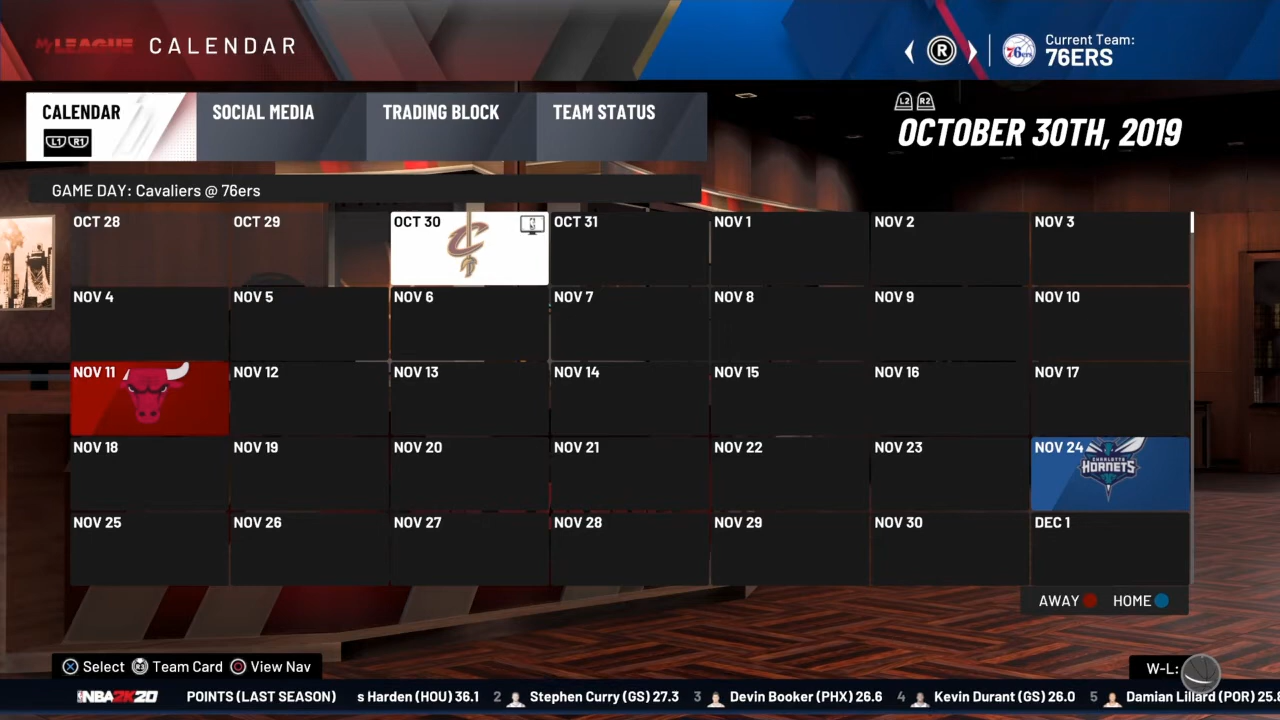 MyLEAGUE CALENDAR
R
76ers
Current Team:
76ERS
CALENDAR
L1 R1
SOCIAL MEDIA
TRADING BLOCK
TEAM STATUS
L2 R2
OCTOBER 30TH, 2019
GAME DAY: Cavaliers @ 76ers
OCT 28 OCT 29 OCT 30 OCT 31 NOV 1 NOV 2 NOV 3
NOV 4 NOV 5 NOV 6 NOV 7 NOV 8 NOV 9 NOV 10
NOV 11 NOV 12 NOV 13 NOV 14 NOV 15 NOV 16 NOV 17
NOV 18 NOV 19 NOV 20 NOV 21 NOV 22 NOV 23 NOV 24
CHARLOTTE
HORNETS
NOV 25 NOV 26 NOV 27 NOV 28 NOV 29 NOV 30 DEC 1
AWAY HOME
Select R3 Team Card View Nav
W-L:
NBA2K20 POINTS (LAST SEASON) s Harden (HOU) 36.1 2 Stephen Curry (GS) 27.3 3 Devin Booker (PHX) 26.6 4 Kevin Durant (GS) 26.0 5 Damian Lillard (POR) 25.8